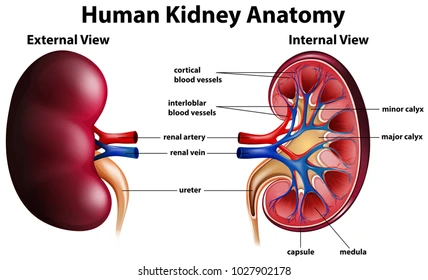 Human Kidney Anatomy
External View
Internal View
cortical
blood vessels
interloblar
blood vessels
minor calyx
renal artery
major calyx
renal vein
ureter
capsule
medula
shutterstock.com · 1027902178